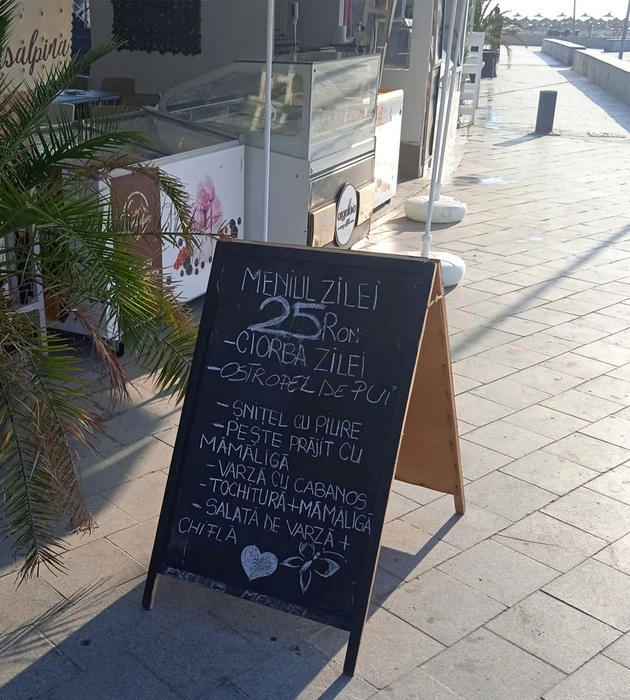 salpina
MENIUL ZILEI
25 RON
-CIORBA ZILEI
-OSTROPEL DE PUI
-ȘNIȚEL CU PIURE
-PEȘTE PRĂJIT CU
MĂMĂLIGĂ
-VARZĂ CU CABANOS
-TOCHITURĂ+MĂMĂLIGĂ
-SALATĂ DE VARZĂ +
CHIFLĂ